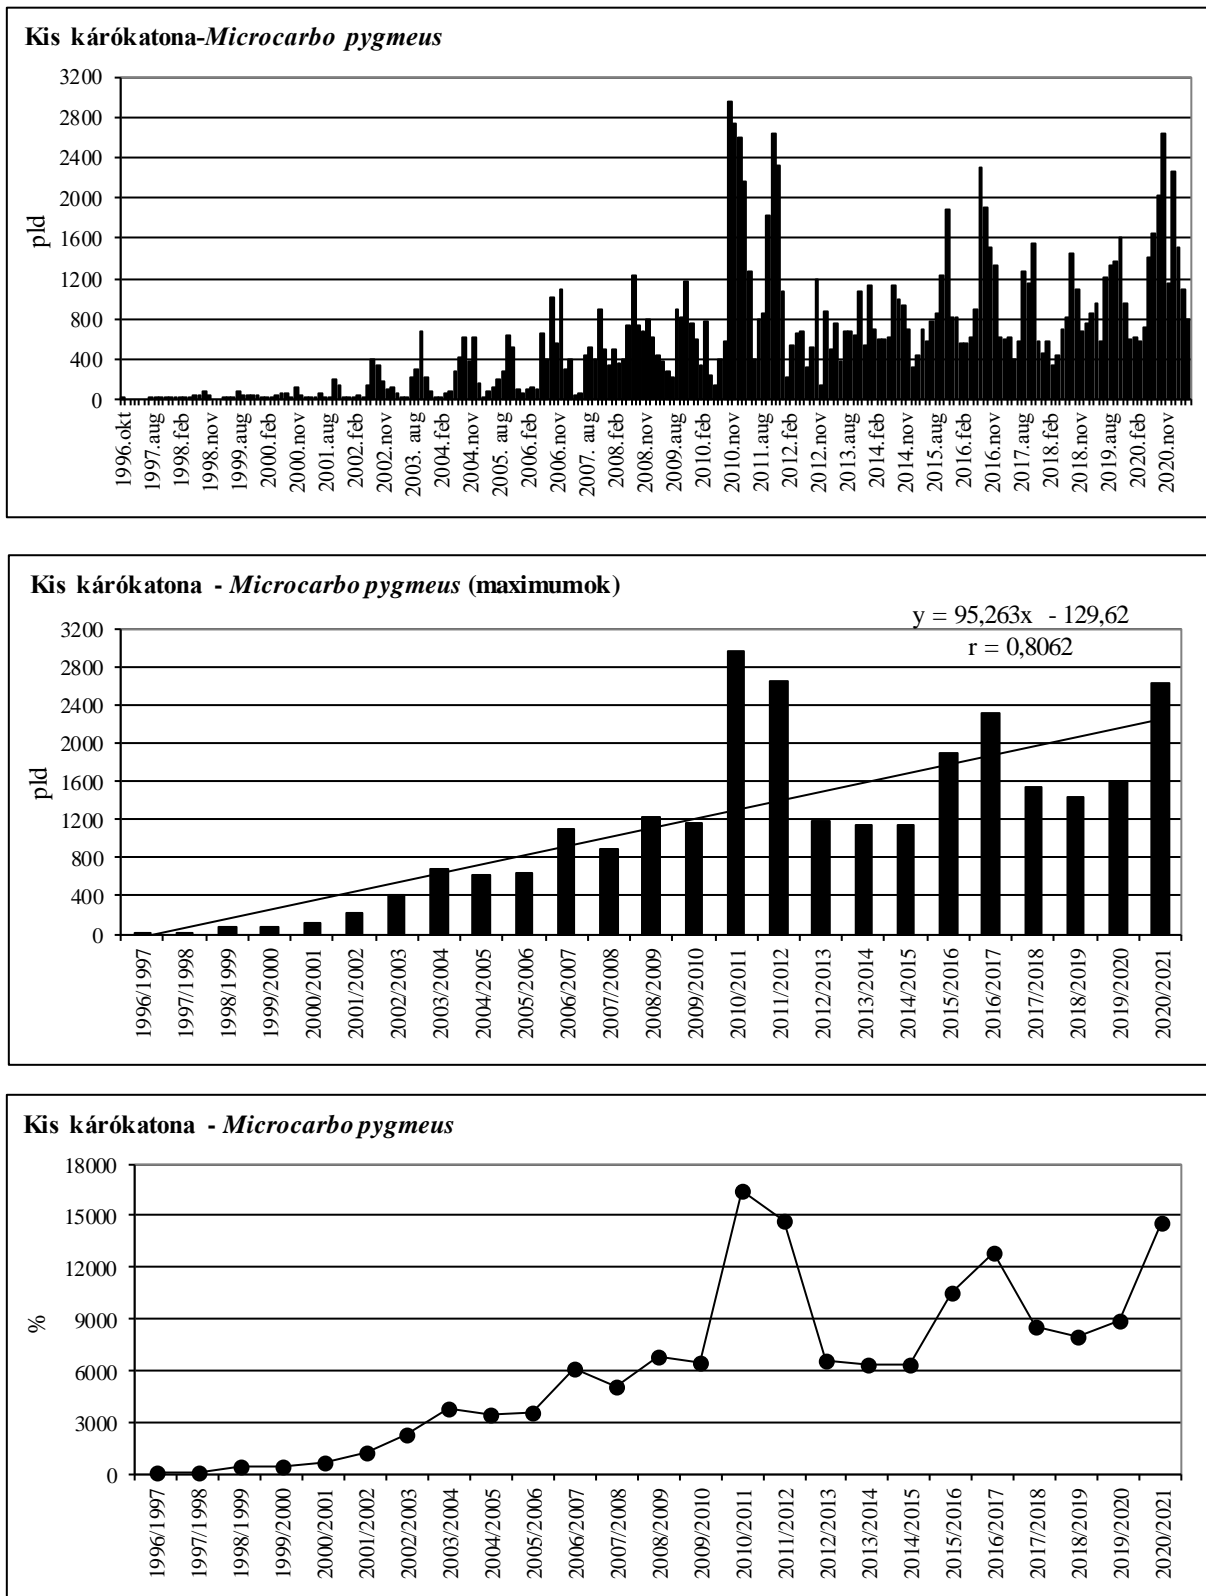 Kis kárókatona-Microcarbo pygmeus
3200
2800
2400
2000
1600
1200
800
400
0
pld
1996.okt
1997.aug
1998.feb
1998.nov
1999.aug
2000.feb
2000.nov
2001.aug
2002.feb
2002.nov
2003. aug
2004.feb
2004.nov
2005. aug
2006.feb
2006.nov
2007. aug
2008.feb
2008.nov
2009.aug
2010.feb
2010.nov
2011.aug
2012.feb
2012.nov
2013.aug
2014.feb
2014.nov
2015.aug
2016.feb
2016.nov
2017.aug
2018.feb
2018.nov
2019.aug
2020.feb
2020.nov
Kis kárókatona - Microcarbo pygmeus (maximumok)
y = 95,263x - 129,62
r = 0,8062
3200
2800
2400
2000
1600
1200
800
400
0
pld
1996/1997
1997/1998
1998/1999
1999/2000
2000/2001
2001/2002
2002/2003
2003/2004
2004/2005
2005/2006
2006/2007
2007/2008
2008/2009
2009/2010
2010/2011
2011/2012
2012/2013
2013/2014
2014/2015
2015/2016
2016/2017
2017/2018
2018/2019
2019/2020
2020/2021
Kis kárókatona - Microcarbo pygmeus
18000
15000
12000
9000
6000
3000
0
%
1996/1997
1997/1998
1998/1999
1999/2000
2000/2001
2001/2002
2002/2003
2003/2004
2004/2005
2005/2006
2006/2007
2007/2008
2008/2009
2009/2010
2010/2011
2011/2012
2012/2013
2013/2014
2014/2015
2015/2016
2016/2017
2017/2018
2018/2019
2019/2020
2020/2021